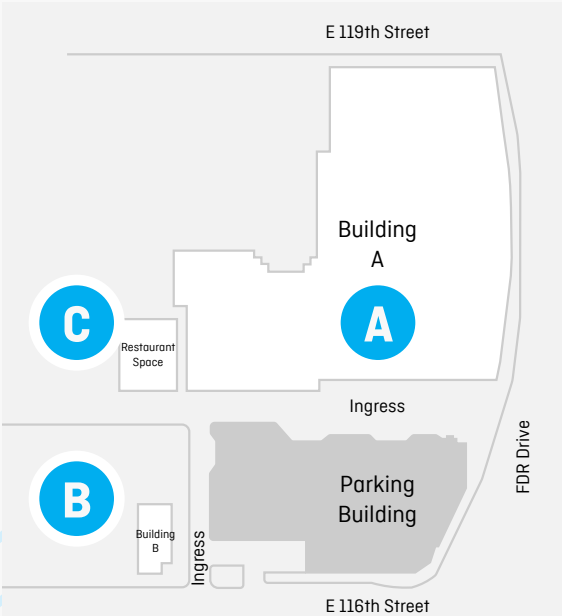 E 119th Street
Building
A
A
C
Restaurant
Space
Ingress
FDR Drive
B
Building
B
Ingress
Parking
Building
E 116th Street